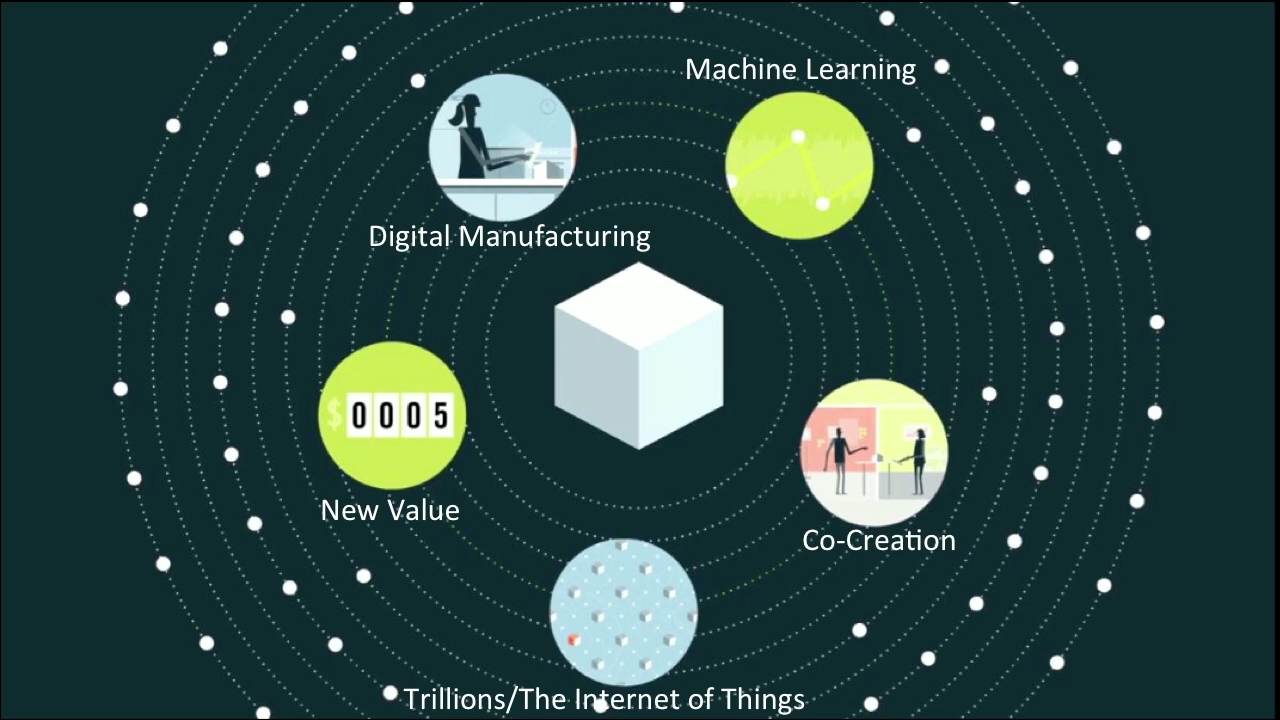 Machine Learning
Digital Manufacturing
$0005
New Value
Co-Creation
Trillions/The Internet of Things